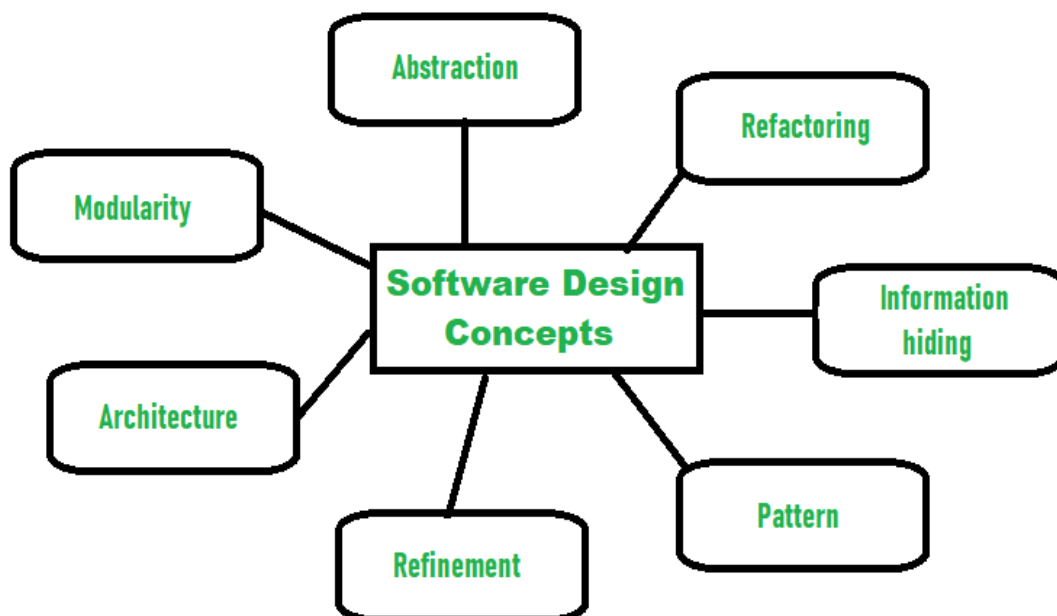 Abstraction
Refactoring
Modularity
Software Design
Concepts
Information
hiding
Architecture
Pattern
Refinement